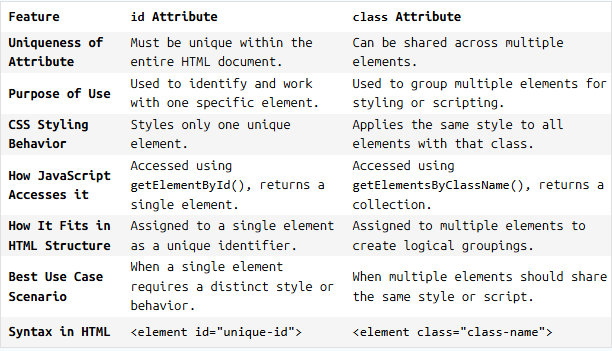 Feature id Attribute class Attribute
Uniqueness of Must be unique within the Can be shared across multiple
Attribute entire HTML document. elements.
Purpose of Use Used to identify and work Used to group multiple elements for
with one specific element. styling or scripting.
CSS Styling Styles only one unique Applies the same style to all
Behavior element. elements with that class.
How JavaScript Accessed using Accessed using
Accesses it getElementById(), returns a getElementsByClassName(), returns a
single element. collection.
How It Fits in Assigned to a single element Assigned to multiple elements to
HTML Structure as a unique identifier. create logical groupings.
Best Use Case When a single element When multiple elements should share
Scenario requires a distinct style or the same style or script.
behavior.
Syntax in HTML <element id="unique-id"> <element class="class-name">